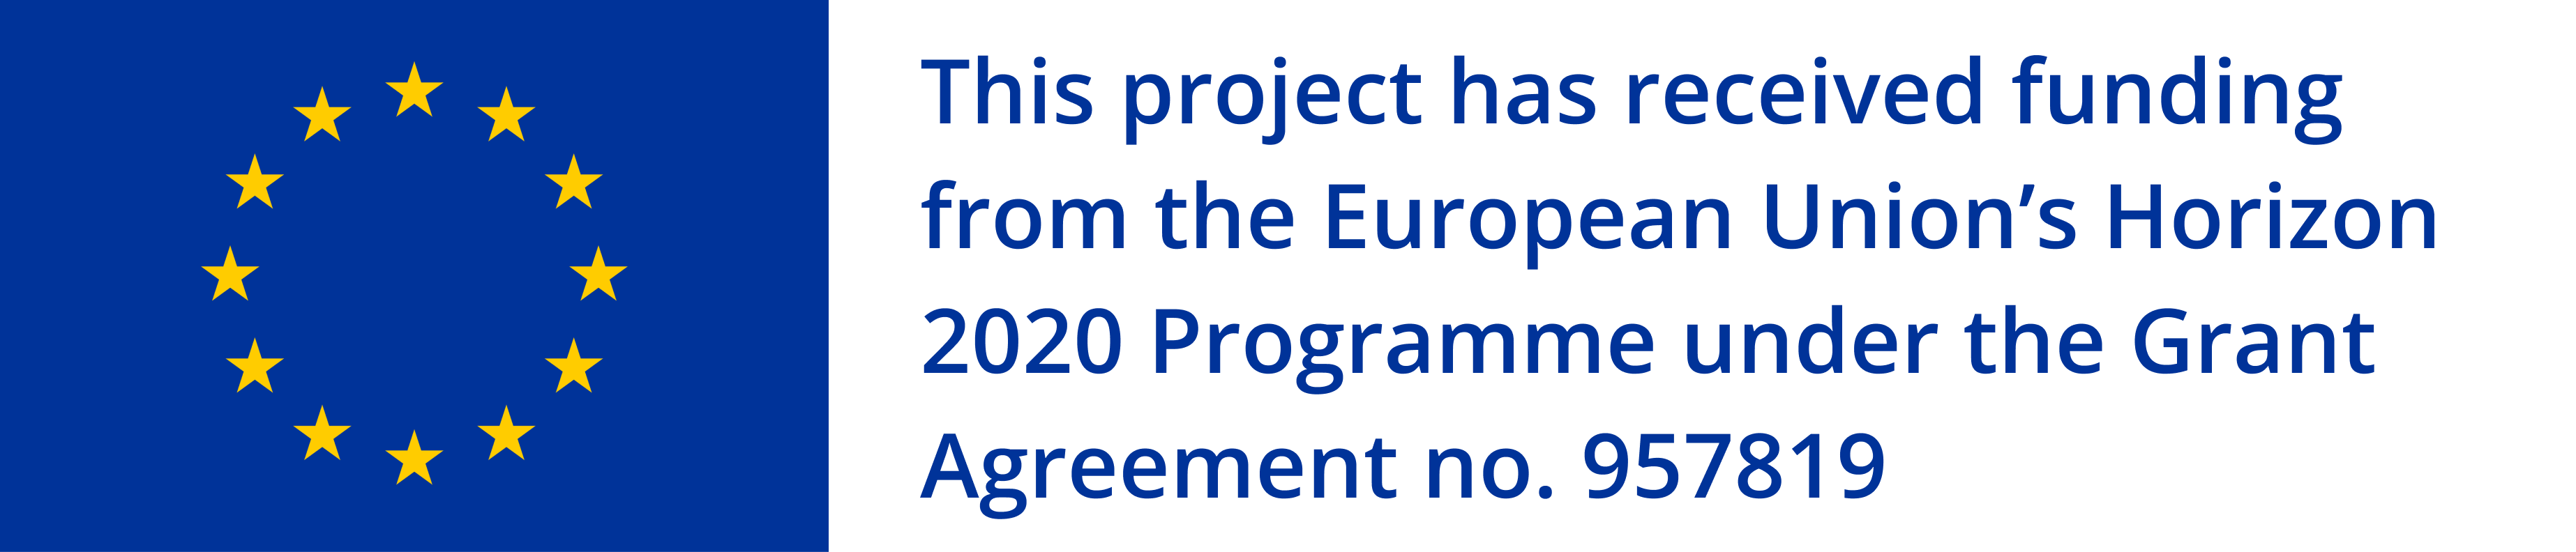 This project has received funding
from the European Union’s Horizon
2020 Programme under the Grant
Agreement no. 957819